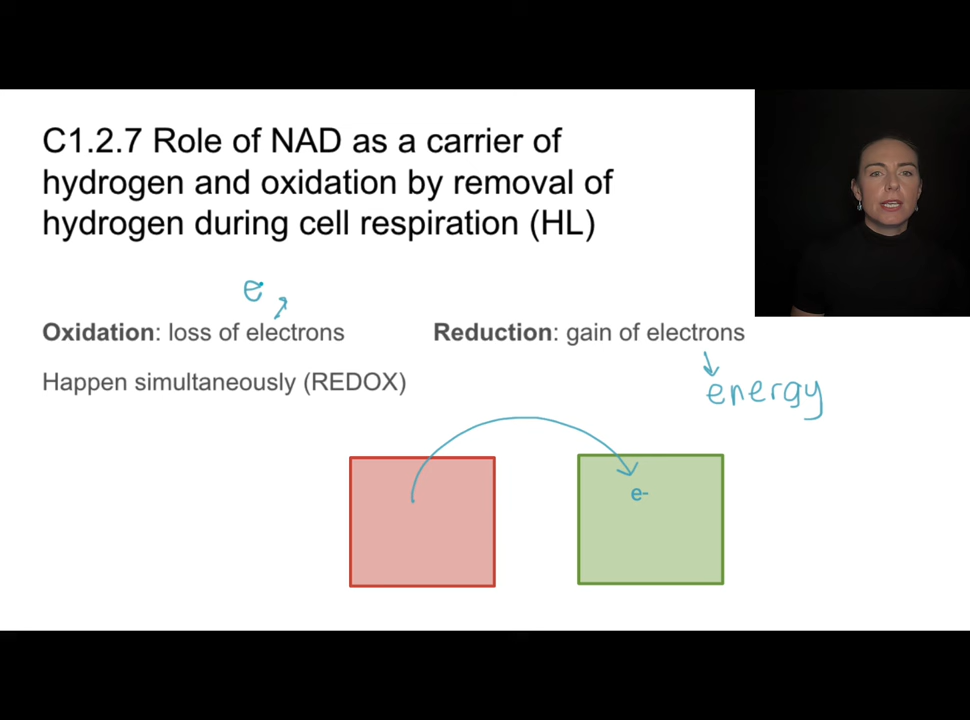 C1.2.7 Role of NAD as a carrier of
hydrogen and oxidation by removal of
hydrogen during cell respiration (HL)
e
Oxidation: loss of electrons
Reduction: gain of electrons
Happen simultaneously (REDOX)
energy
e-